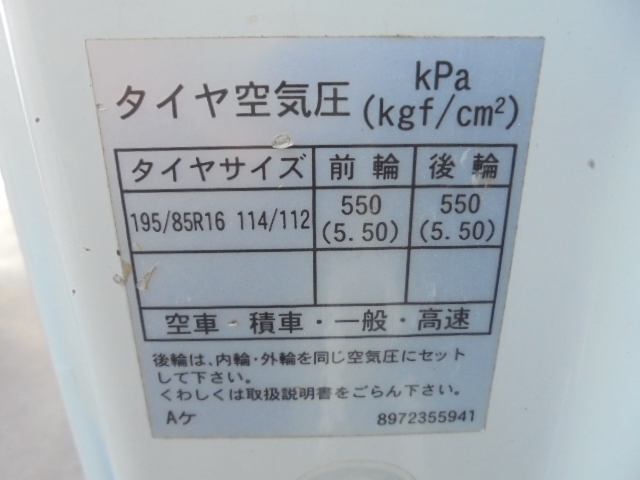 タイヤ空気圧 kPa
(kgf/cm²)
タイヤサイズ 前輪 後輪
195/85R16 114/112 550 550
(5.50) (5.50)
空車・積車・一般・高速
後輪は、内輪・外輪を同じ空気圧にセット
して下さい。
くわしくは取扱説明書をごらん下さい。
Aケ 8972355941